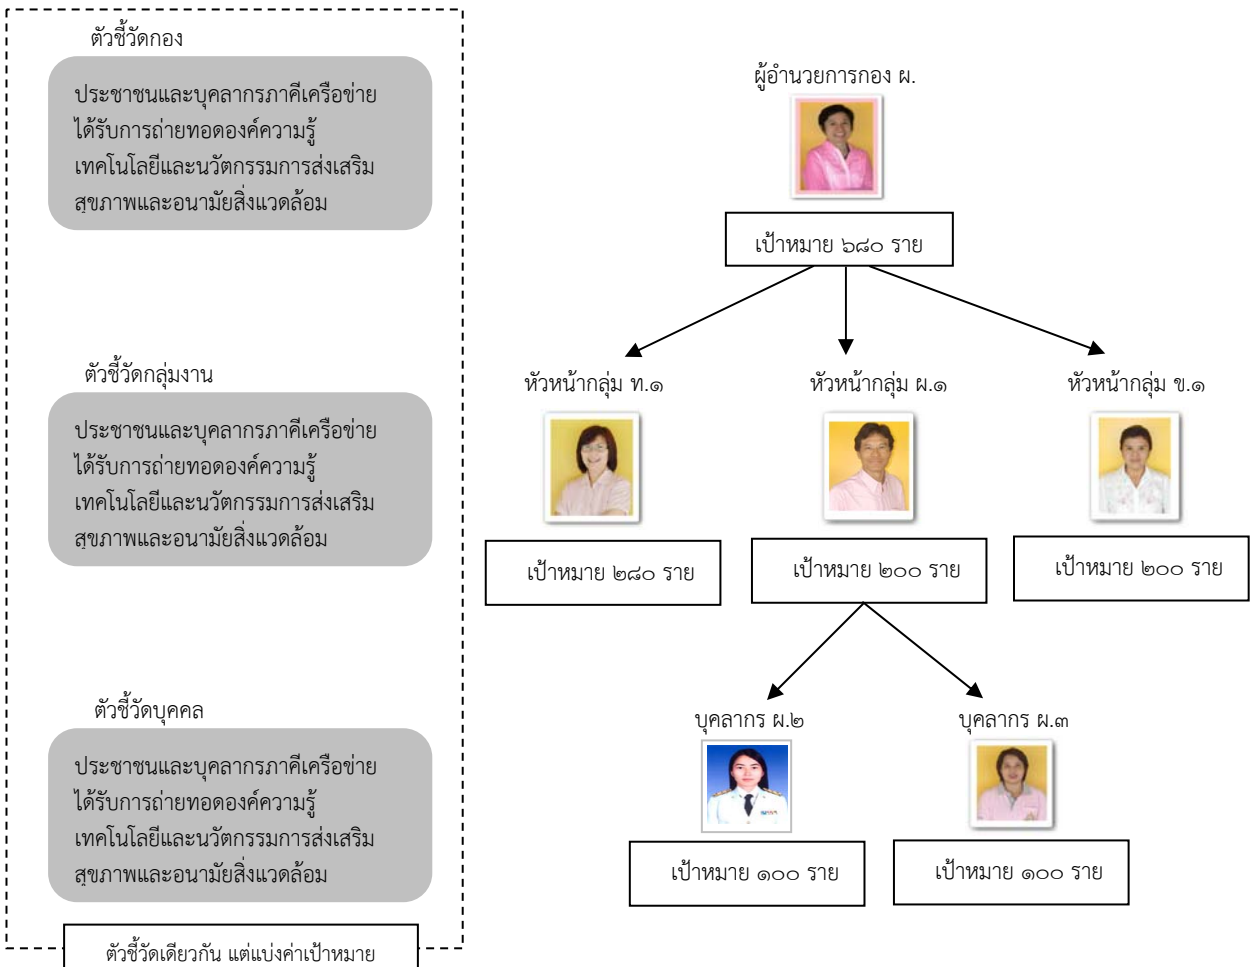 ตัวชี้วัดกอง
ประชาชนและบุคลากรภาคีเครือข่าย
ได้รับการถ่ายทอดองค์ความรู้
เทคโนโลยีและนวัตกรรมการส่งเสริม
สุขภาพและอนามัยสิ่งแวดล้อม
ผู้อำนวยการกอง ผ.
เป้าหมาย ๖๘๐ ราย
ตัวชี้วัดกลุ่มงาน
ประชาชนและบุคลากรภาคีเครือข่าย
ได้รับการถ่ายทอดองค์ความรู้
เทคโนโลยีและนวัตกรรมการส่งเสริม
สุขภาพและอนามัยสิ่งแวดล้อม
หัวหน้ากลุ่ม ท.๑
หัวหน้ากลุ่ม ผ.๑
หัวหน้ากลุ่ม ข.๑
เป้าหมาย ๒๘๐ ราย
เป้าหมาย ๒๐๐ ราย
เป้าหมาย ๒๐๐ ราย
ตัวชี้วัดบุคคล
ประชาชนและบุคลากรภาคีเครือข่าย
ได้รับการถ่ายทอดองค์ความรู้
เทคโนโลยีและนวัตกรรมการส่งเสริม
สุขภาพและอนามัยสิ่งแวดล้อม
บุคลากร ผ.๒
บุคลากร ผ.๓
เป้าหมาย ๑๐๐ ราย
เป้าหมาย ๑๐๐ ราย
ตัวชี้วัดเดียวกัน แต่แบ่งค่าเป้าหมาย